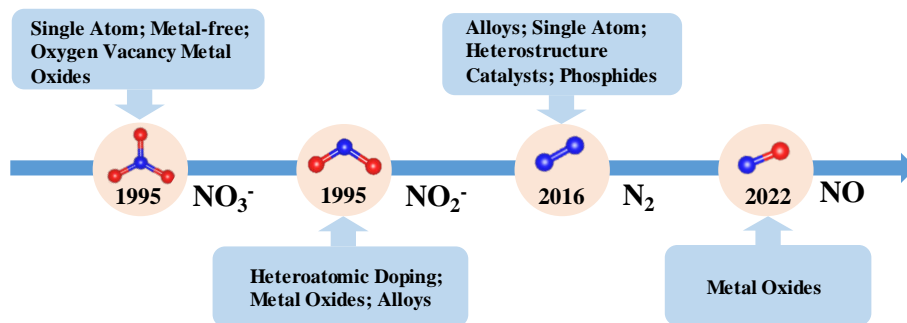 Single Atom; Metal-free;
Oxygen Vacancy Metal
Oxides
Alloys; Single Atom;
Heterostructure
Catalysts; Phosphides
1995
NO₃⁻
1995
NO₂⁻
2016
N₂
2022
NO
Heteroatomic Doping;
Metal Oxides; Alloys
Metal Oxides